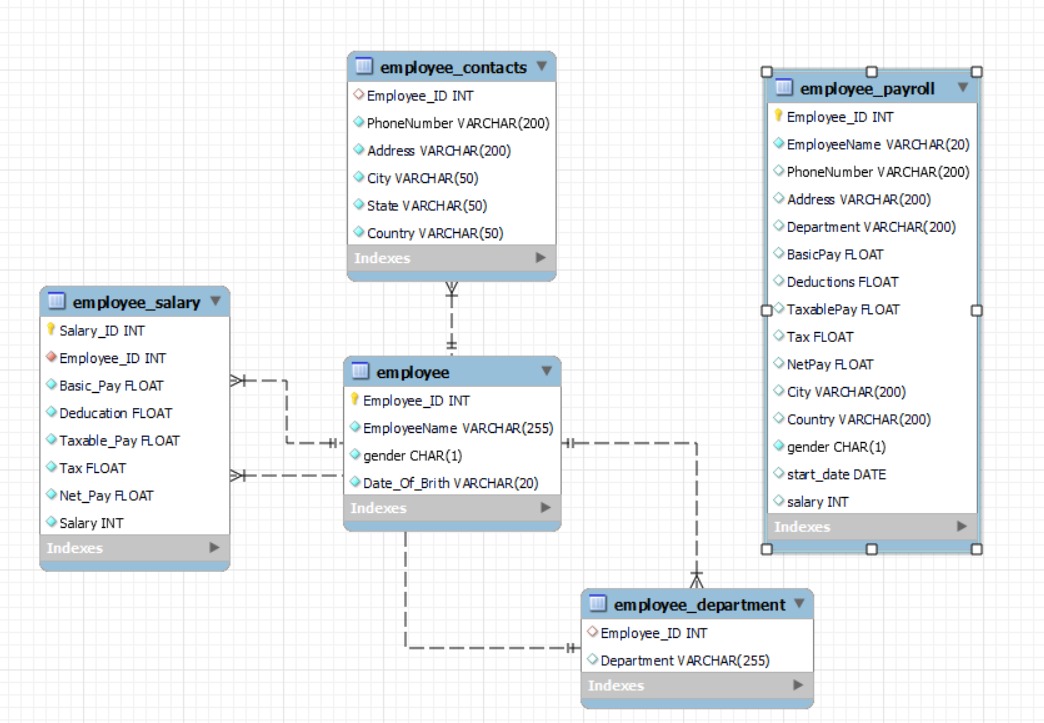 employee_contacts
Employee_ID INT
PhoneNumber VARCHAR(200)
Address VARCHAR(200)
City VARCHAR(50)
State VARCHAR(50)
Country VARCHAR(50)
Indexes
employee_payroll
Employee_ID INT
EmployeeName VARCHAR(20)
PhoneNumber VARCHAR(200)
Address VARCHAR(200)
Department VARCHAR(200)
BasicPay FLOAT
Deductions FLOAT
TaxablePay FLOAT
Tax FLOAT
NetPay FLOAT
City VARCHAR(200)
Country VARCHAR(200)
gender CHAR(1)
start_date DATE
salary INT
Indexes
employee_salary
Salary_ID INT
Employee_ID INT
Basic_Pay FLOAT
Deducation FLOAT
Taxable_Pay FLOAT
Tax FLOAT
Net_Pay FLOAT
Salary INT
Indexes
employee
Employee_ID INT
EmployeeName VARCHAR(255)
gender CHAR(1)
Date_Of_Brith VARCHAR(20)
Indexes
employee_department
Employee_ID INT
Department VARCHAR(255)
Indexes